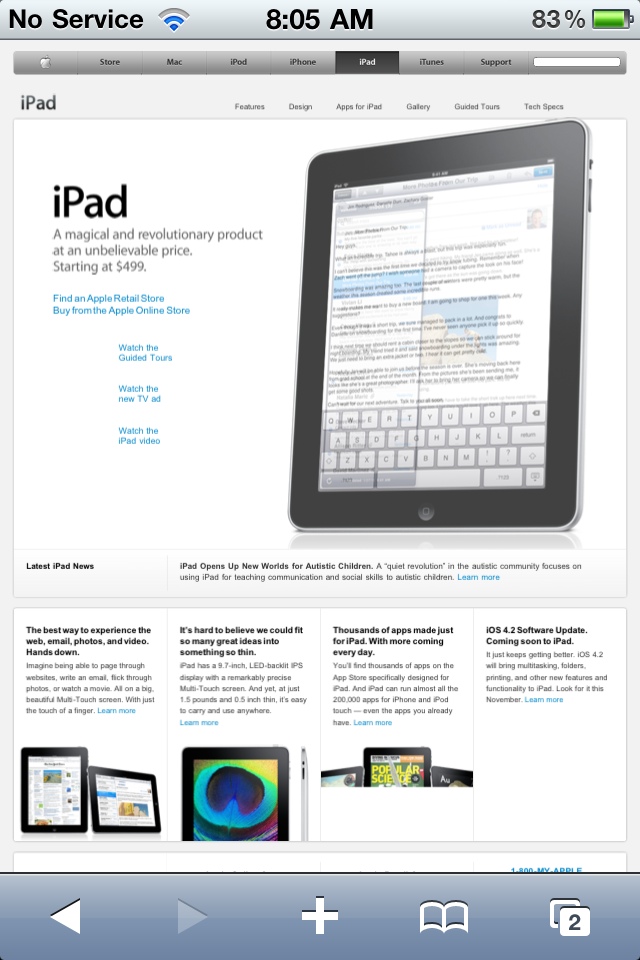 No Service 8:05 AM 83%
Store Mac iPod iPhone iPad iTunes Support
iPad
Features Design Apps for iPad Gallery Guided Tours Tech Specs
iPad
A magical and revolutionary product
at an unbelievable price.
Starting at $499.
Find an Apple Retail Store
Buy from the Apple Online Store
Watch the
Guided Tours
Watch the
new TV ad
Watch the
iPad video
Q W E R T Y U I O P
A S D F G H J K L return
Z X C V B N M ! ?
.?123
Latest iPad News
iPad Opens Up New Worlds for Autistic Children. A “quiet revolution” in the autistic community focuses on
using iPad for teaching communication and social skills to autistic children. Learn more
The best way to experience the
web, email, photos, and video.
Hands down.
Imagine being able to page through
websites, write an email, flick through
photos, or watch a movie. All on a big,
beautiful Multi-Touch screen. With just
the touch of a finger. Learn more
It's hard to believe we could fit
so many great ideas into
something so thin.
iPad has a 9.7-inch, LED-backlit IPS
display with a remarkably precise
Multi-Touch screen. And yet, at just
1.5 pounds and 0.5 inch thin, it's easy
to carry and use anywhere.
Learn more
Thousands of apps made just
for iPad. With more coming
every day.
You'll find thousands of apps on the
App Store specifically designed for
iPad. And iPad can run almost all the
200,000 apps for iPhone and iPod
touch — even the apps you already
have. Learn more
POPULAR
SCIENCE
Au
iOS 4.2 Software Update.
Coming soon to iPad.
It just keeps getting better. iOS 4.2
will bring multitasking, folders,
printing, and other new features and
functionality to iPad. Look for it this
November. Learn more
1-800-MY-APPLE
2